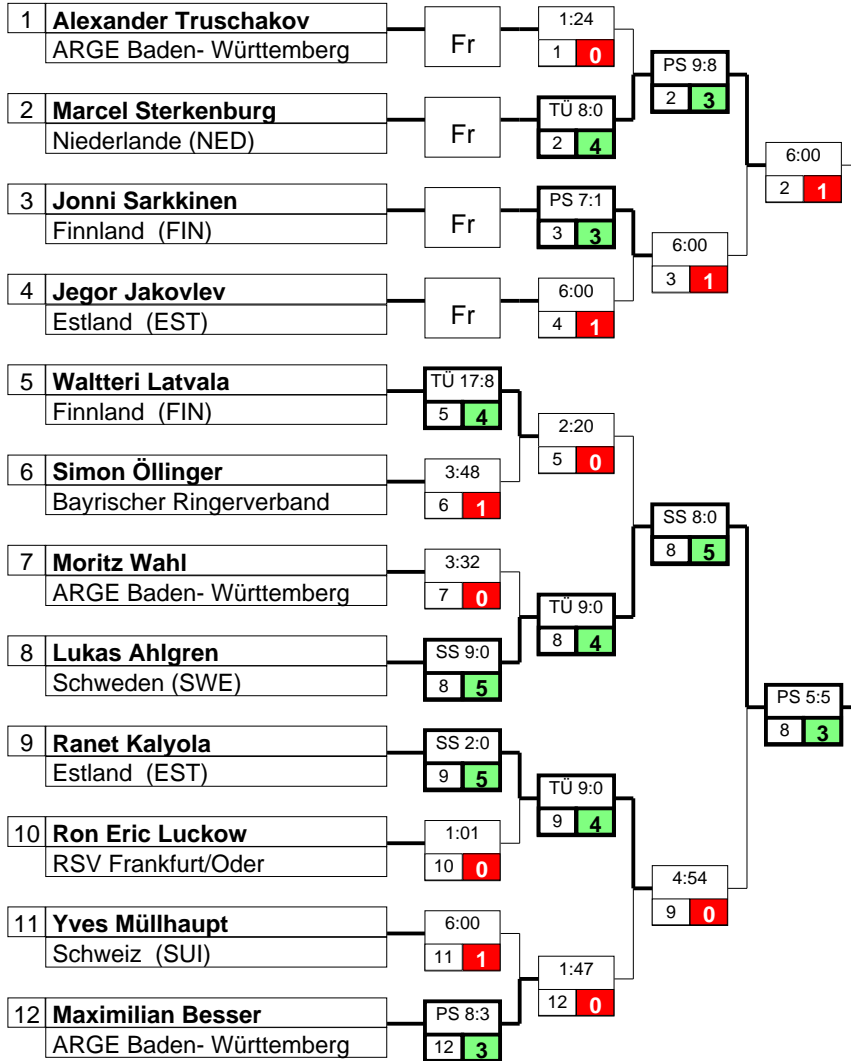 1 Alexander Truschakov
ARGE Baden- Württemberg
Fr
1:24
1 0
PS 9:8
2 3
2 Marcel Sterkenburg
Niederlande (NED)
Fr
TÜ 8:0
2 4
6:00
2 1
3 Jonni Sarkkinen
Finnland (FIN)
Fr
PS 7:1
3 3
6:00
3 1
4 Jegor Jakovlev
Estland (EST)
Fr
6:00
4 1
5 Waltteri Latvala
Finnland (FIN)
TÜ 17:8
5 4
2:20
5 0
6 Simon Öllinger
Bayrischer Ringerverband
3:48
6 1
SS 8:0
8 5
7 Moritz Wahl
ARGE Baden- Württemberg
3:32
7 0
TÜ 9:0
8 4
8 Lukas Ahlgren
Schweden (SWE)
SS 9:0
8 5
PS 5:5
8 3
9 Ranet Kalyola
Estland (EST)
SS 2:0
9 5
TÜ 9:0
9 4
10 Ron Eric Luckow
RSV Frankfurt/Oder
1:01
10 0
4:54
9 0
11 Yves Müllhaupt
Schweiz (SUI)
6:00
11 1
1:47
12 0
12 Maximilian Besser
ARGE Baden- Württemberg
PS 8:3
12 3